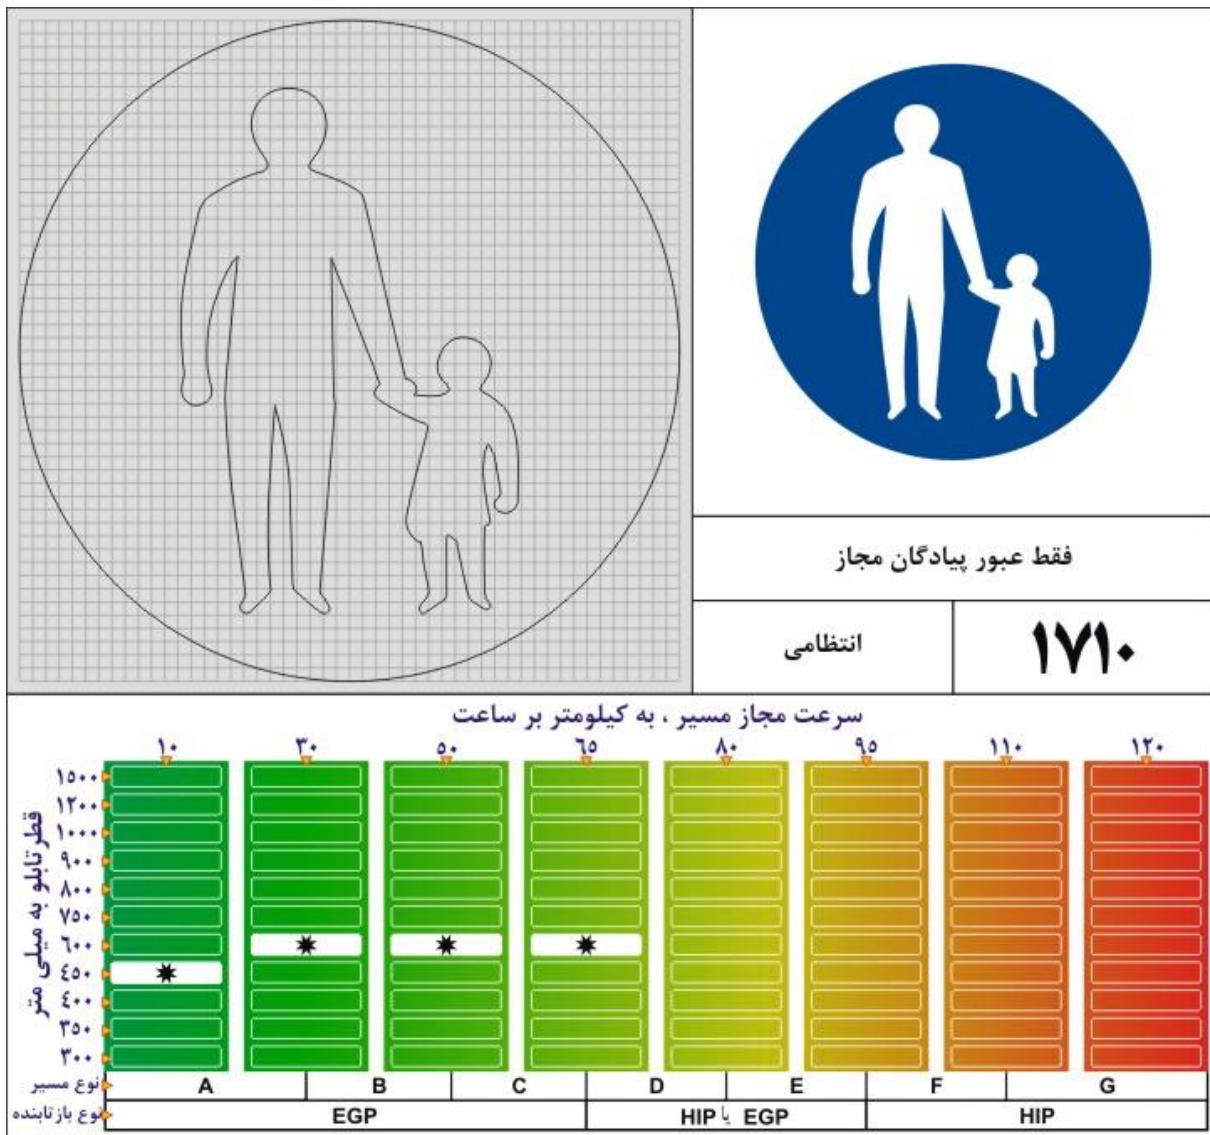 فقط عبور پیادگان مجاز
۱۷۱۰
انتظامی
سرعت مجاز مسیر ، به کیلومتر بر ساعت
۱۰ ۳۰ ۵۰ ۶۵ ۸۰ ۹۵ ۱۱۰ ۱۲۰
قطر تابلو به میلی متر
۱۵۰۰
۱۲۰۰
۱۰۰۰
۹۰۰
۸۰۰
۷۵۰
۶۰۰
۴۵۰
۴۰۰
۳۵۰
۳۰۰
نوع مسیر A B C D E F G
نوع بازتابنده EGP HIP یا EGP HIP